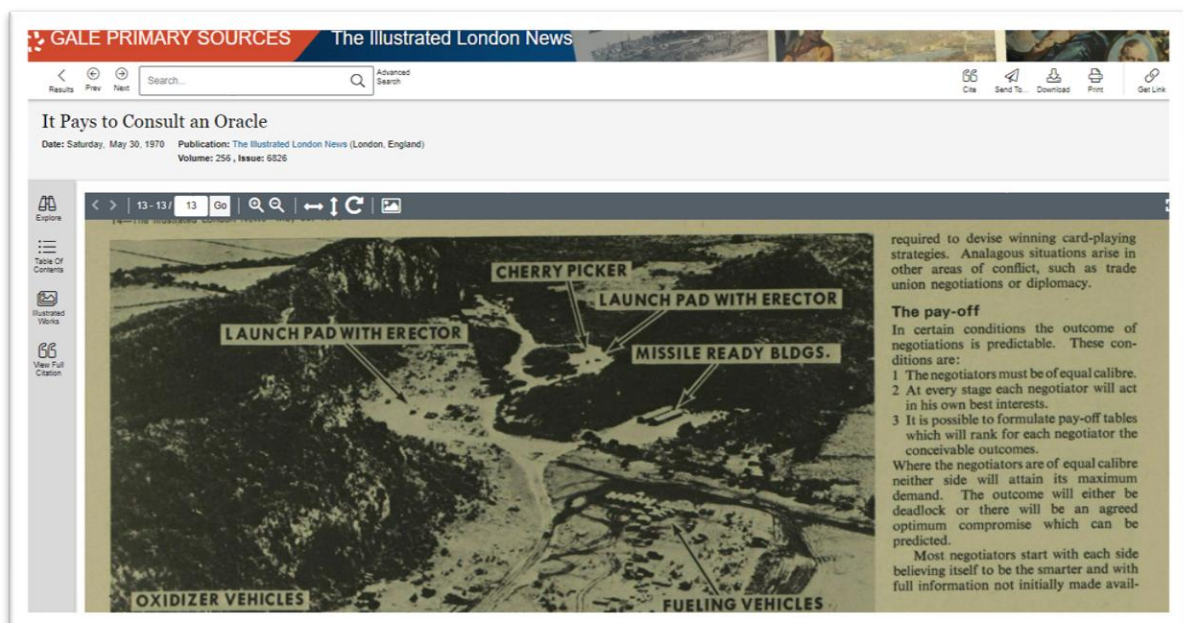 GALE PRIMARY SOURCES
The Illustrated London News
Results
Prev
Next
Search...
Advanced
Search
Cite
Send To...
Download
Print
Get Link
It Pays to Consult an Oracle
Date: Saturday, May 30, 1970 Publication: The Illustrated London News (London, England)
Volume: 256 , Issue: 6826
Explore
Table Of
Contents
Illustrated
Works
View Full
Citation
13 - 13 / 13 Go
CHERRY PICKER
LAUNCH PAD WITH ERECTOR
LAUNCH PAD WITH ERECTOR
MISSILE READY BLDGS.
OXIDIZER VEHICLES
FUELING VEHICLES
required to devise winning card-playing
strategies. Analagous situations arise in
other areas of conflict, such as trade
union negotiations or diplomacy.
The pay-off
In certain conditions the outcome of
negotiations is predictable. These con-
ditions are:
1 The negotiators must be of equal calibre.
2 At every stage each negotiator will act
in his own best interests.
3 It is possible to formulate pay-off tables
which will rank for each negotiator the
conceivable outcomes.
Where the negotiators are of equal calibre
neither side will attain its maximum
demand. The outcome will either be
deadlock or there will be an agreed
optimum compromise which can be
predicted.
Most negotiators start with each side
believing itself to be the smarter and with
full information not initially made avail-